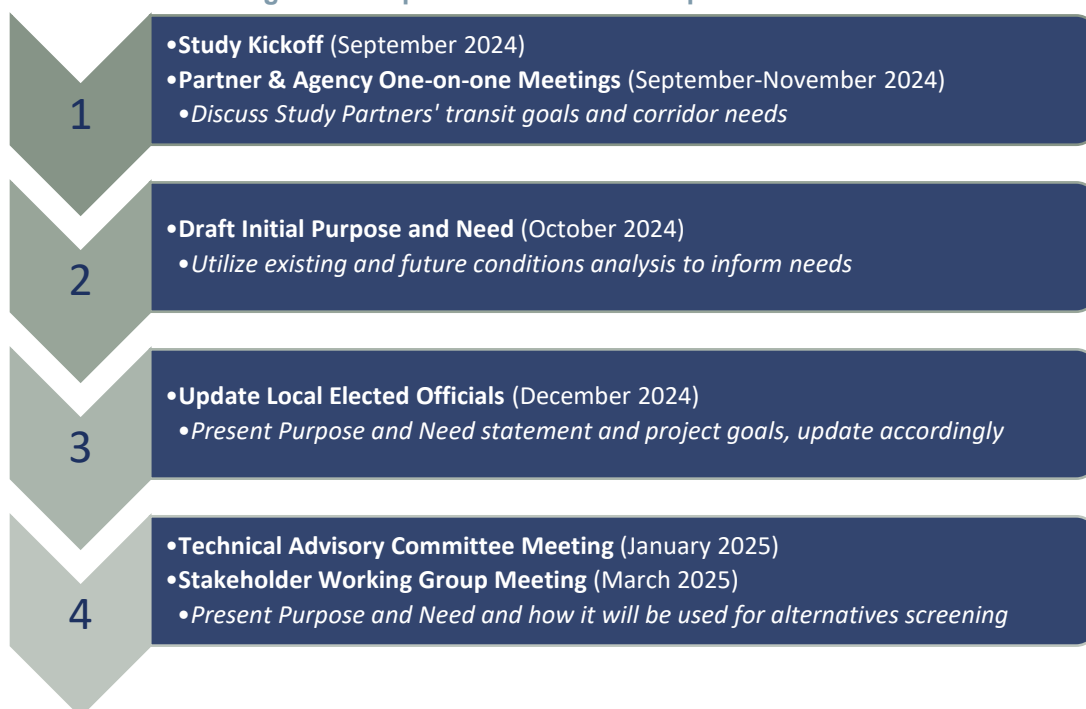 1
•Study Kickoff (September 2024)
•Partner & Agency One-on-one Meetings (September-November 2024)
•Discuss Study Partners' transit goals and corridor needs
2
•Draft Initial Purpose and Need (October 2024)
•Utilize existing and future conditions analysis to inform needs
3
•Update Local Elected Officials (December 2024)
•Present Purpose and Need statement and project goals, update accordingly
4
•Technical Advisory Committee Meeting (January 2025)
•Stakeholder Working Group Meeting (March 2025)
•Present Purpose and Need and how it will be used for alternatives screening